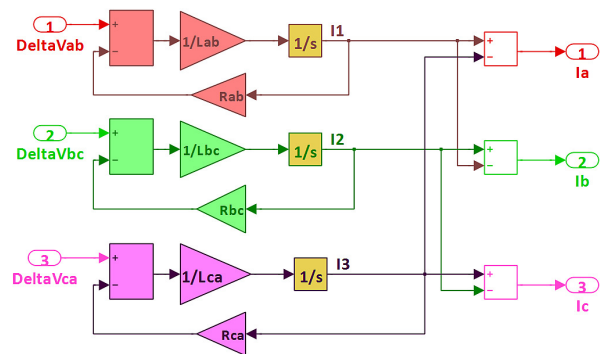 1
DeltaVab
+
−
1/Lab
1/s
I1
Rab
+
−
1
Ia
2
DeltaVbc
+
−
1/Lbc
1/s
I2
Rbc
+
−
2
Ib
3
DeltaVca
+
−
1/Lca
1/s
I3
Rca
+
−
3
Ic